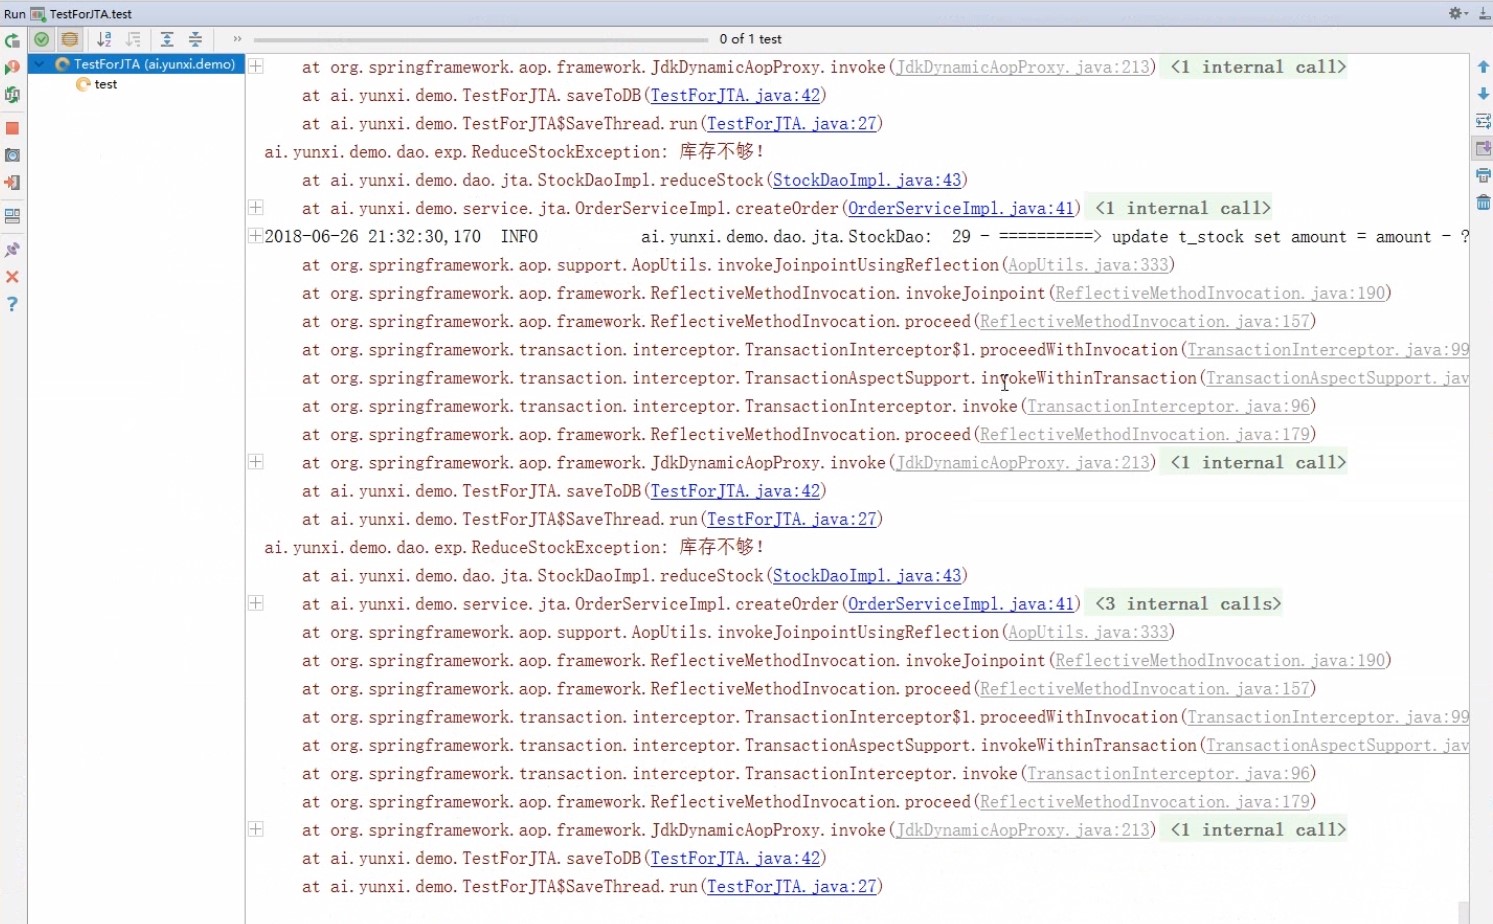 Run TestForJTA.test
0 of 1 test
TestForJTA (ai.yunxi.demo)
test
at org.springframework.aop.framework.JdkDynamicAopProxy.invoke(JdkDynamicAopProxy.java:213) <1 internal call>
at ai.yunxi.demo.TestForJTA.saveToDB(TestForJTA.java:42)
at ai.yunxi.demo.TestForJTA$SaveThread.run(TestForJTA.java:27)
ai.yunxi.demo.dao.exp.ReduceStockException: 库存不够!
at ai.yunxi.demo.dao.jta.StockDaoImpl.reduceStock(StockDaoImpl.java:43)
at ai.yunxi.demo.service.jta.OrderServiceImpl.createOrder(OrderServiceImpl.java:41) <1 internal call>
2018-06-26 21:32:30,170 INFO ai.yunxi.demo.dao.jta.StockDao: 29 - ==========> update t_stock set amount = amount - ?
at org.springframework.aop.support.AopUtils.invokeJoinpointUsingReflection(AopUtils.java:333)
at org.springframework.aop.framework.ReflectiveMethodInvocation.invokeJoinpoint(ReflectiveMethodInvocation.java:190)
at org.springframework.aop.framework.ReflectiveMethodInvocation.proceed(ReflectiveMethodInvocation.java:157)
at org.springframework.transaction.interceptor.TransactionInterceptor$1.proceedWithInvocation(TransactionInterceptor.java:99
at org.springframework.transaction.interceptor.TransactionAspectSupport.invokeWithinTransaction(TransactionAspectSupport.jav
at org.springframework.transaction.interceptor.TransactionInterceptor.invoke(TransactionInterceptor.java:96)
at org.springframework.aop.framework.ReflectiveMethodInvocation.proceed(ReflectiveMethodInvocation.java:179)
at org.springframework.aop.framework.JdkDynamicAopProxy.invoke(JdkDynamicAopProxy.java:213) <1 internal call>
at ai.yunxi.demo.TestForJTA.saveToDB(TestForJTA.java:42)
at ai.yunxi.demo.TestForJTA$SaveThread.run(TestForJTA.java:27)
ai.yunxi.demo.dao.exp.ReduceStockException: 库存不够!
at ai.yunxi.demo.dao.jta.StockDaoImpl.reduceStock(StockDaoImpl.java:43)
at ai.yunxi.demo.service.jta.OrderServiceImpl.createOrder(OrderServiceImpl.java:41) <3 internal calls>
at org.springframework.aop.support.AopUtils.invokeJoinpointUsingReflection(AopUtils.java:333)
at org.springframework.aop.framework.ReflectiveMethodInvocation.invokeJoinpoint(ReflectiveMethodInvocation.java:190)
at org.springframework.aop.framework.ReflectiveMethodInvocation.proceed(ReflectiveMethodInvocation.java:157)
at org.springframework.transaction.interceptor.TransactionInterceptor$1.proceedWithInvocation(TransactionInterceptor.java:99
at org.springframework.transaction.interceptor.TransactionAspectSupport.invokeWithinTransaction(TransactionAspectSupport.jav
at org.springframework.transaction.interceptor.TransactionInterceptor.invoke(TransactionInterceptor.java:96)
at org.springframework.aop.framework.ReflectiveMethodInvocation.proceed(ReflectiveMethodInvocation.java:179)
at org.springframework.aop.framework.JdkDynamicAopProxy.invoke(JdkDynamicAopProxy.java:213) <1 internal call>
at ai.yunxi.demo.TestForJTA.saveToDB(TestForJTA.java:42)
at ai.yunxi.demo.TestForJTA$SaveThread.run(TestForJTA.java:27)